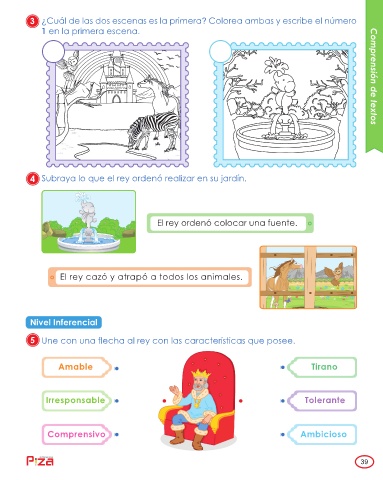 3 ¿Cuál de las dos escenas es la primera? Colorea ambas y escribe el número
1 en la primera escena.
Comprensión de textos
4 Subraya lo que el rey ordenó realizar en su jardín.
El rey ordenó colocar una fuente.
El rey cazó y atrapó a todos los animales.
Nivel Inferencial
5 Une con una flecha al rey con las características que posee.
Amable
Tirano
Irresponsable
Tolerante
Comprensivo
Ambicioso
P:za
39